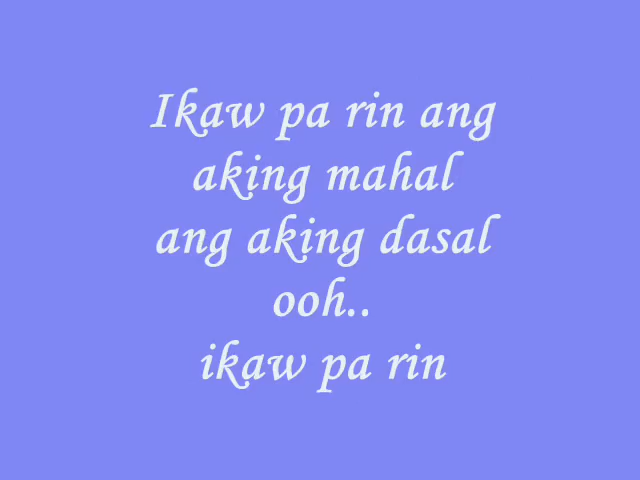 Ikaw pa rin ang
aking mahal
ang aking dasal
ooh..
ikaw pa rin